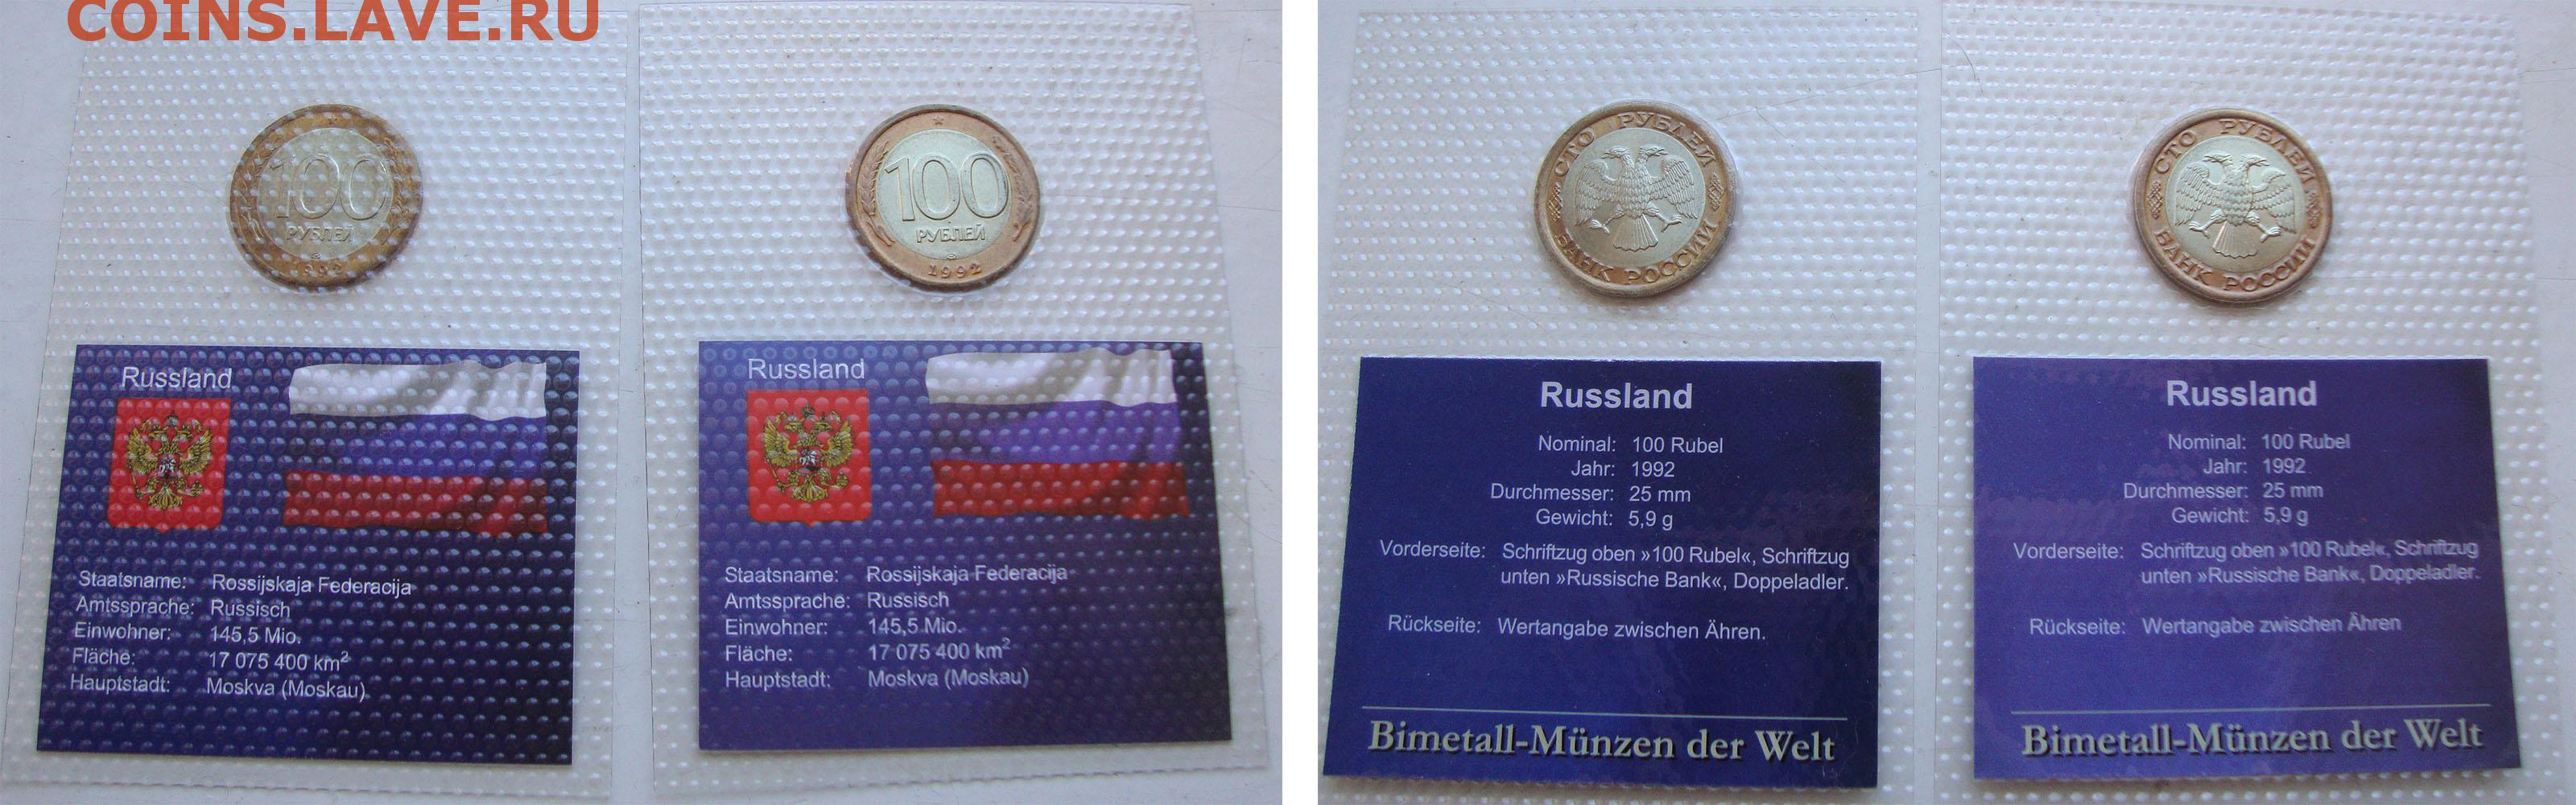 COINS.LAVE.RU
100
РУБЛЕЙ
1992
Russland
Staatsname: Rossijskaja Federacija
Amtssprache: Russisch
Einwohner: 145,5 Mio.
Fläche: 17 075 400 km²
Hauptstadt: Moskva (Moskau)
100
РУБЛЕЙ
1992
Russland
Staatsname: Rossijskaja Federacija
Amtssprache: Russisch
Einwohner: 145,5 Mio.
Fläche: 17 075 400 km²
Hauptstadt: Moskva (Moskau)
СТО РУБЛЕЙ
БАНК РОССИИ
Russland
Nominal: 100 Rubel
Jahr: 1992
Durchmesser: 25 mm
Gewicht: 5,9 g
Vorderseite: Schriftzug oben »100 Rubel«, Schriftzug
unten »Russische Bank«, Doppeladler.
Rückseite: Wertangabe zwischen Ähren.
Bimetall-Münzen der Welt
СТО РУБЛЕЙ
БАНК РОССИИ
Russland
Nominal: 100 Rubel
Jahr: 1992
Durchmesser: 25 mm
Gewicht: 5,9 g
Vorderseite: Schriftzug oben »100 Rubel«, Schriftzug
unten »Russische Bank«, Doppeladler.
Rückseite: Wertangabe zwischen Ähren
Bimetall-Münzen der Welt